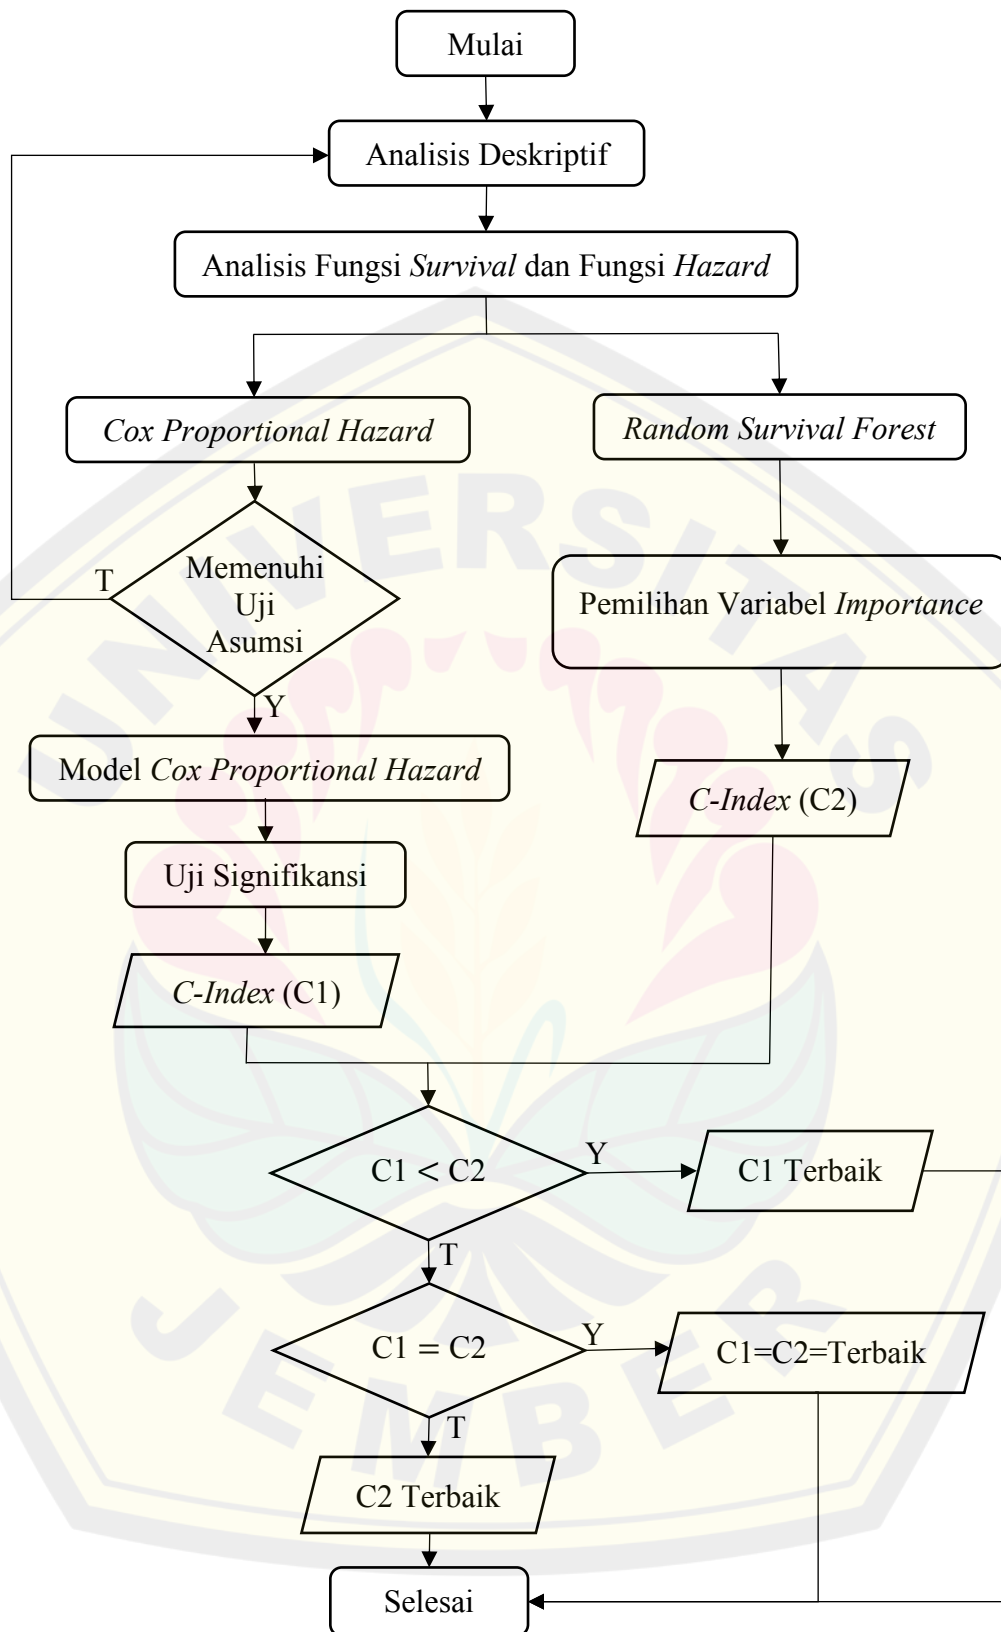 Mulai
Analisis Deskriptif
Analisis Fungsi Survival dan Fungsi Hazard
Cox Proportional Hazard
Random Survival Forest
Memenuhi
Uji
Asumsi
T
Y
Pemilihan Variabel Importance
Model Cox Proportional Hazard
C-Index (C2)
Uji Signifikansi
C-Index (C1)
C1 < C2
Y
C1 Terbaik
T
C1 = C2
Y
C1=C2=Terbaik
T
C2 Terbaik
Selesai
UNIVERSITAS
JEMBER